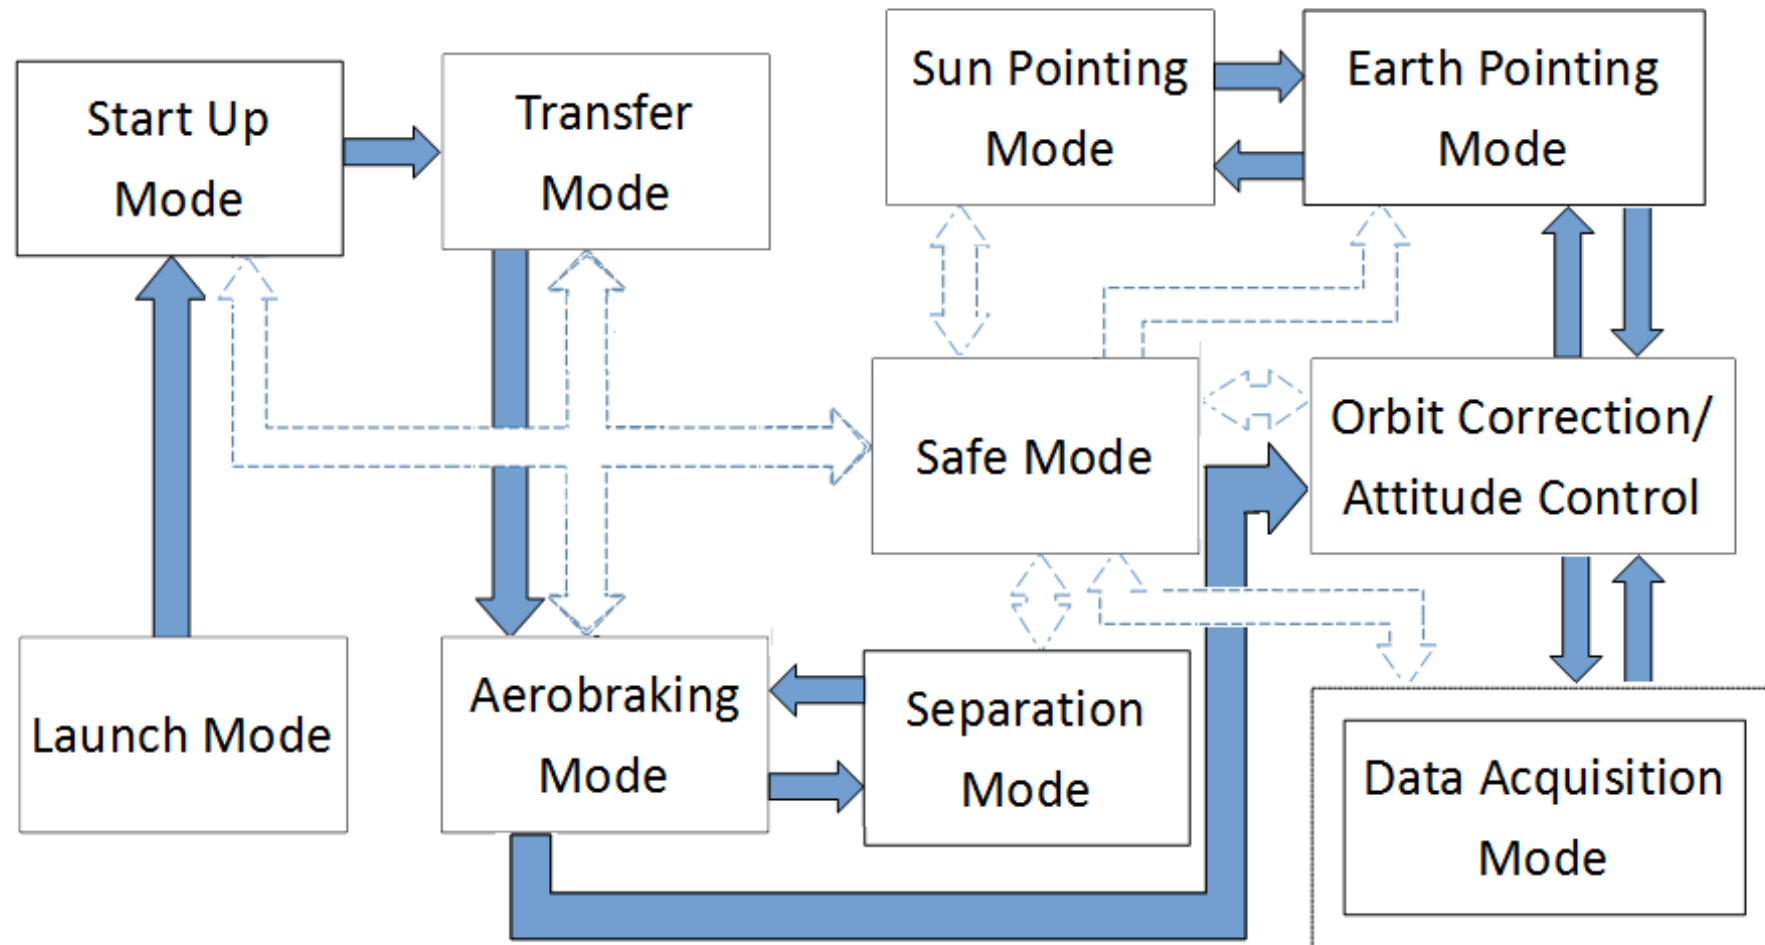 Start Up
Mode
Transfer
Mode
Sun Pointing
Mode
Earth Pointing
Mode
Safe Mode
Orbit Correction/
Attitude Control
Launch Mode
Aerobraking
Mode
Separation
Mode
Data Acquisition
Mode